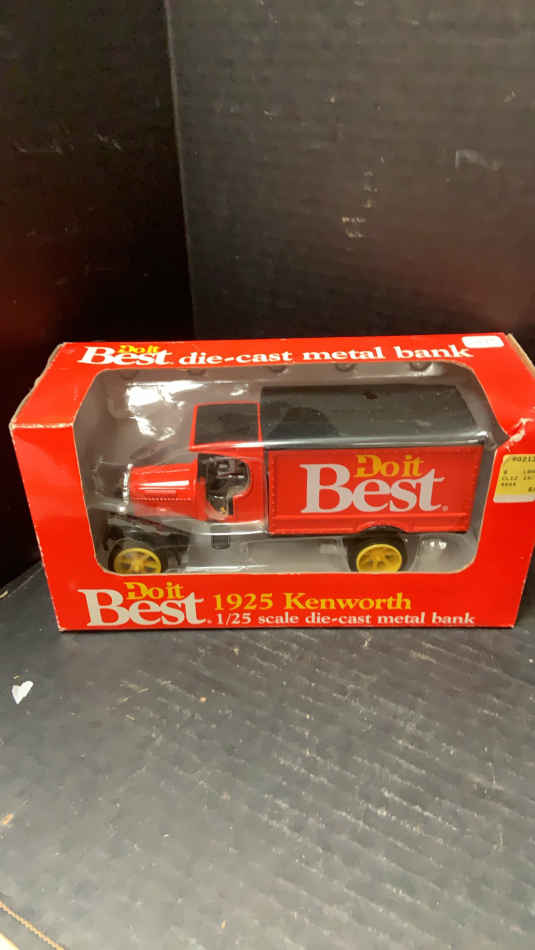 Do it
Best® die-cast metal bank
Do it
Best®
Do it
Best® 1925 Kenworth
1/25 scale die-cast metal bank